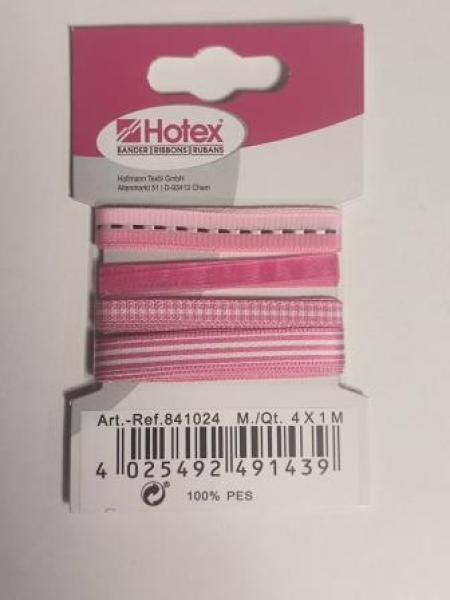 Hotex®
BÄNDER | RIBBONS | RUBANS
Hoffmann Textil GmbH
Altenmarkt 51 | D-93413 Cham
Art.-Ref.841024 M./Qt. 4 X 1 M
4 025492 491439
100% PES